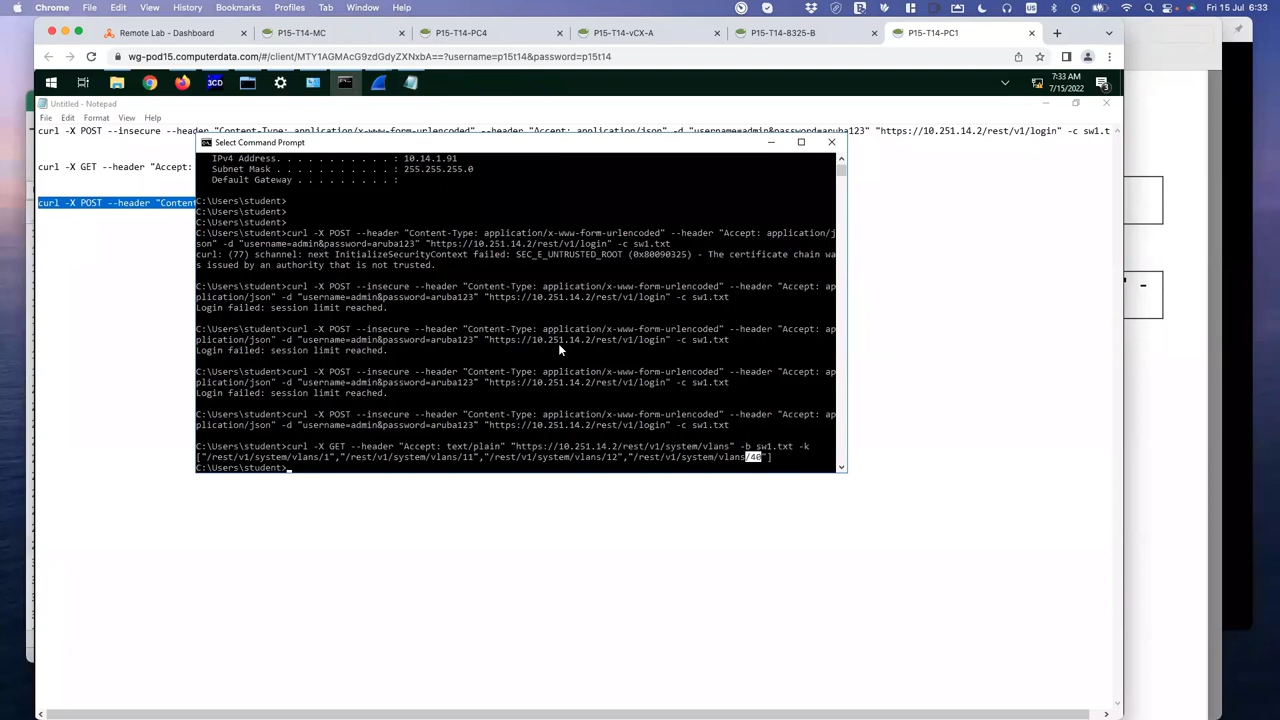 Chrome File Edit View History Bookmarks Profiles Tab Window Help Fri 15 Jul 6:33
Remote Lab - Dashboard P15-T14-MC P15-T14-PC4 P15-T14-vCX-A P15-T14-8325-B P15-T14-PC1
wg-pod15.computerdata.com/#/client/MTY1AGMAcG9zdGdyZXNxbA==?username=p15t14&password=p15t14
3CD
7:33 AM
7/15/2022
3
Untitled - Notepad
File Edit Format View Help
curl -X POST --insecure --header "Content-Type: application/x-www-form-urlencoded" --header "Accept: application/json" -d "username=admin&password=aruba123" "https://10.251.14.2/rest/v1/login" -c sw1.t
Select Command Prompt
IPv4 Address. . . . . . . . . . . : 10.14.1.91
Subnet Mask . . . . . . . . . . . : 255.255.255.0
Default Gateway . . . . . . . . . :
curl -X GET --header "Accept:
curl -X POST --header "Content
C:\Users\student>
C:\Users\student>
C:\Users\student>
C:\Users\student>curl -X POST --header "Content-Type: application/x-www-form-urlencoded" --header "Accept: application/j
son" -d "username=admin&password=aruba123" "https://10.251.14.2/rest/v1/login" -c sw1.txt
curl: (77) schannel: next InitializeSecurityContext failed: SEC_E_UNTRUSTED_ROOT (0x80090325) - The certificate chain wa
s issued by an authority that is not trusted.
C:\Users\student>curl -X POST --insecure --header "Content-Type: application/x-www-form-urlencoded" --header "Accept: ap
plication/json" -d "username=admin&password=aruba123" "https://10.251.14.2/rest/v1/login" -c sw1.txt
Login failed: session limit reached.
C:\Users\student>curl -X POST --insecure --header "Content-Type: application/x-www-form-urlencoded" --header "Accept: ap
plication/json" -d "username=admin&password=aruba123" "https://10.251.14.2/rest/v1/login" -c sw1.txt
Login failed: session limit reached.
C:\Users\student>curl -X POST --insecure --header "Content-Type: application/x-www-form-urlencoded" --header "Accept: ap
plication/json" -d "username=admin&password=aruba123" "https://10.251.14.2/rest/v1/login" -c sw1.txt
Login failed: session limit reached.
C:\Users\student>curl -X POST --insecure --header "Content-Type: application/x-www-form-urlencoded" --header "Accept: ap
plication/json" -d "username=admin&password=aruba123" "https://10.251.14.2/rest/v1/login" -c sw1.txt
C:\Users\student>curl -X GET --header "Accept: text/plain" "https://10.251.14.2/rest/v1/system/vlans" -b sw1.txt -k
["/rest/v1/system/vlans/1","/rest/v1/system/vlans/11","/rest/v1/system/vlans/12","/rest/v1/system/vlans/40"]
C:\Users\student>